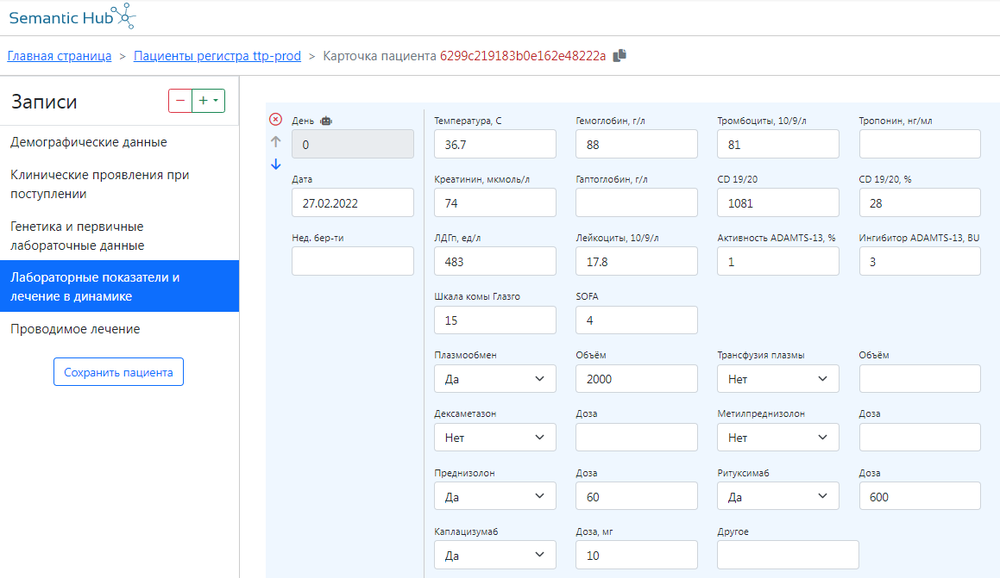 Semantic Hub
Главная страница > Пациенты регистра ttp-prod > Карточка пациента 6299c219183b0e162e48222a
Записи
− +
Демографические данные
Клинические проявления при
поступлении
Генетика и первичные
лабораточные данные
Лабораторные показатели и
лечение в динамике
Проводимое лечение
Сохранить пациента
День
0
Дата
27.02.2022
Нед. бер-ти
Температура, С Гемоглобин, г/л Тромбоциты, 10/9/л Тропонин, нг/мл
36.7 88 81
Креатинин, мкмоль/л Гаптоглобин, г/л CD 19/20 CD 19/20, %
74 1081 28
ЛДГп, ед/л Лейкоциты, 10/9/л Активность ADAMTS-13, % Ингибитор ADAMTS-13, BU
483 17.8 1 3
Шкала комы Глазго SOFA
15 4
Плазмообмен Объём Трансфузия плазмы Объём
Да 2000 Нет
Дексаметазон Доза Метилпреднизолон Доза
Нет Нет
Преднизолон Доза Ритуксимаб Доза
Да 60 Да 600
Каплацизумаб Доза, мг Другое
Да 10